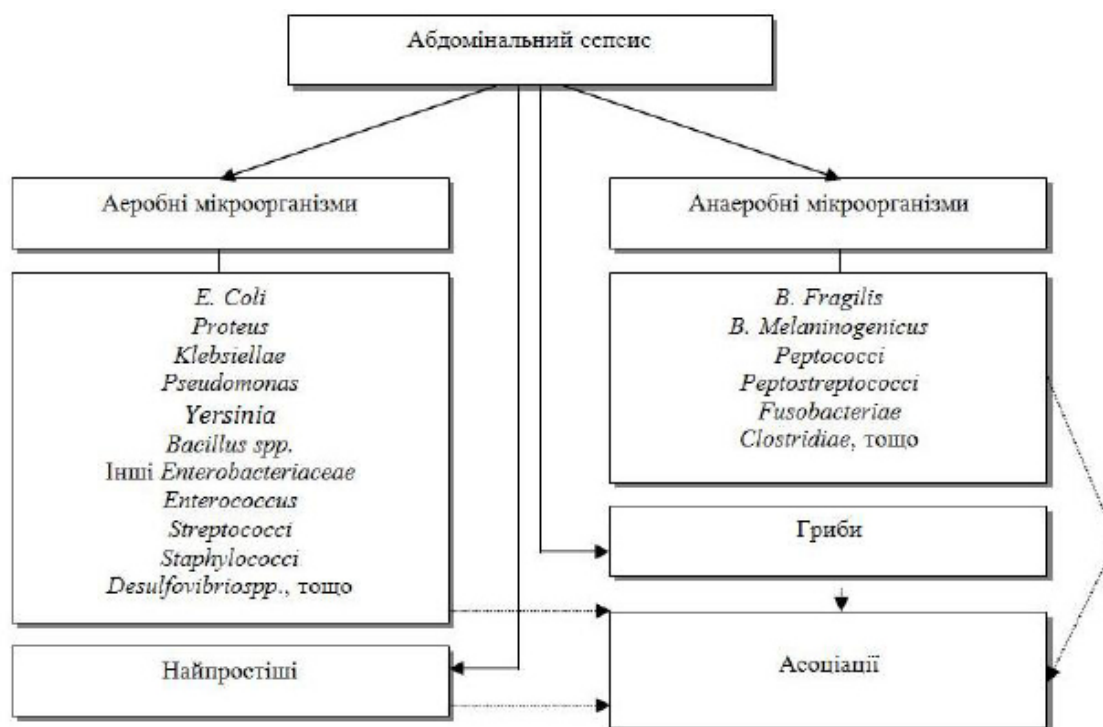 Абдомінальний сепсис
Аеробні мікроорганізми
E. Coli
Proteus
Klebsiellae
Pseudomonas
Yersinia
Bacillus spp.
Інші Enterobacteriaceae
Enterococcus
Streptococci
Staphylococci
Desulfovibriospp., тощо
Найпростіші
Анаеробні мікроорганізми
B. Fragilis
B. Melaninogenicus
Peptococci
Peptostreptococci
Fusobacteriae
Clostridiae, тощо
Гриби
Асоціації